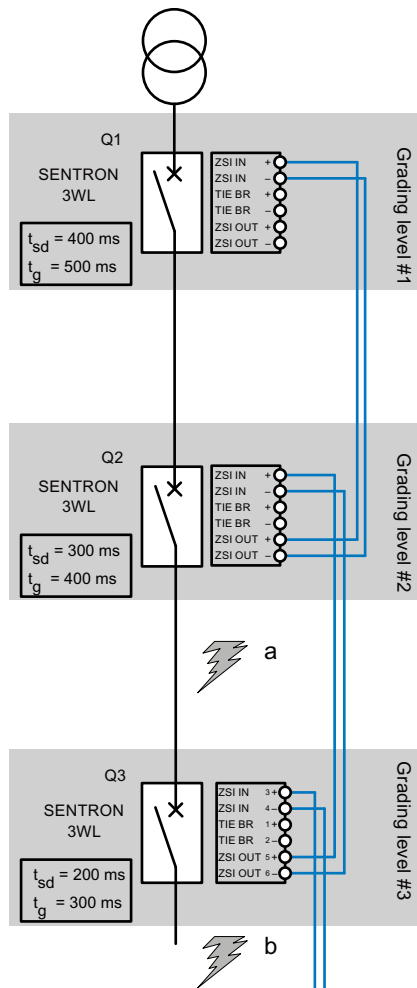 Q1
SENTRON
3WL
t_sd = 400 ms
t_g = 500 ms
ZSI IN +
ZSI IN –
TIE BR +
TIE BR –
ZSI OUT +
ZSI OUT –
Grading level #1
Q2
SENTRON
3WL
t_sd = 300 ms
t_g = 400 ms
ZSI IN +
ZSI IN –
TIE BR +
TIE BR –
ZSI OUT +
ZSI OUT –
Grading level #2
a
Q3
SENTRON
3WL
t_sd = 200 ms
t_g = 300 ms
ZSI IN 3 +
ZSI IN 4 –
TIE BR 1 +
TIE BR 2 –
ZSI OUT 5 +
ZSI OUT 6 –
Grading level #3
b